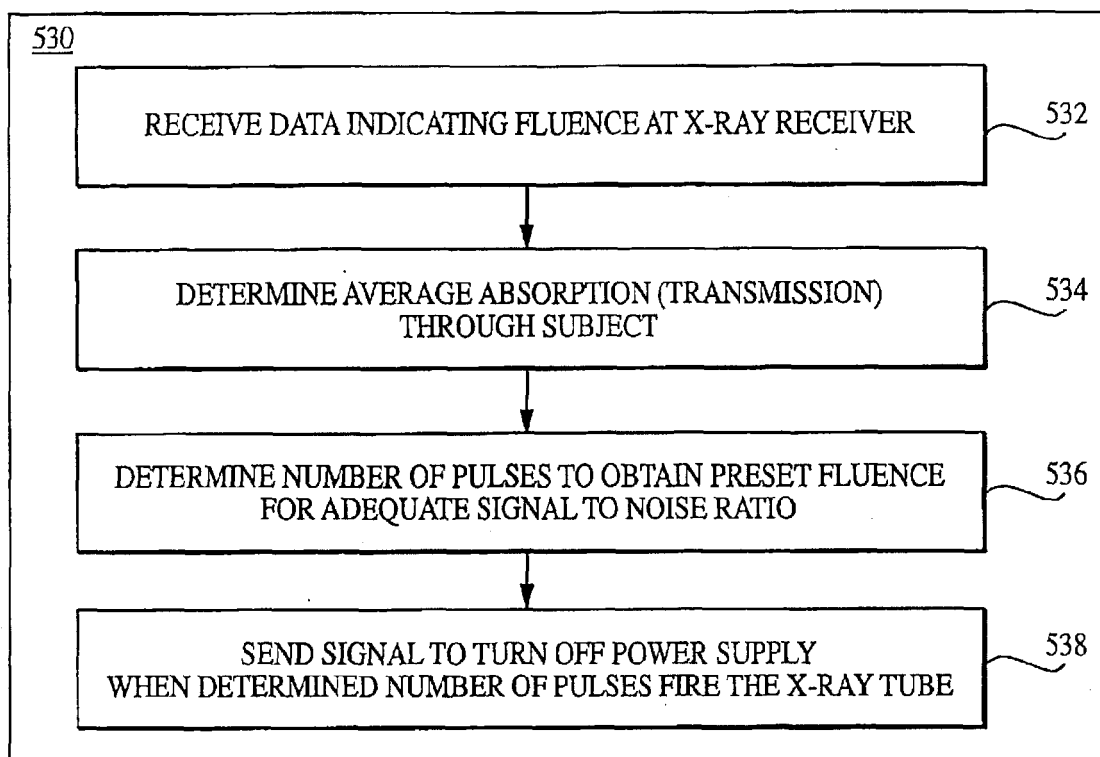 530
RECEIVE DATA INDICATING FLUENCE AT X-RAY RECEIVER
532
DETERMINE AVERAGE ABSORPTION (TRANSMISSION)
THROUGH SUBJECT
534
DETERMINE NUMBER OF PULSES TO OBTAIN PRESET FLUENCE
FOR ADEQUATE SIGNAL TO NOISE RATIO
536
SEND SIGNAL TO TURN OFF POWER SUPPLY
WHEN DETERMINED NUMBER OF PULSES FIRE THE X-RAY TUBE
538